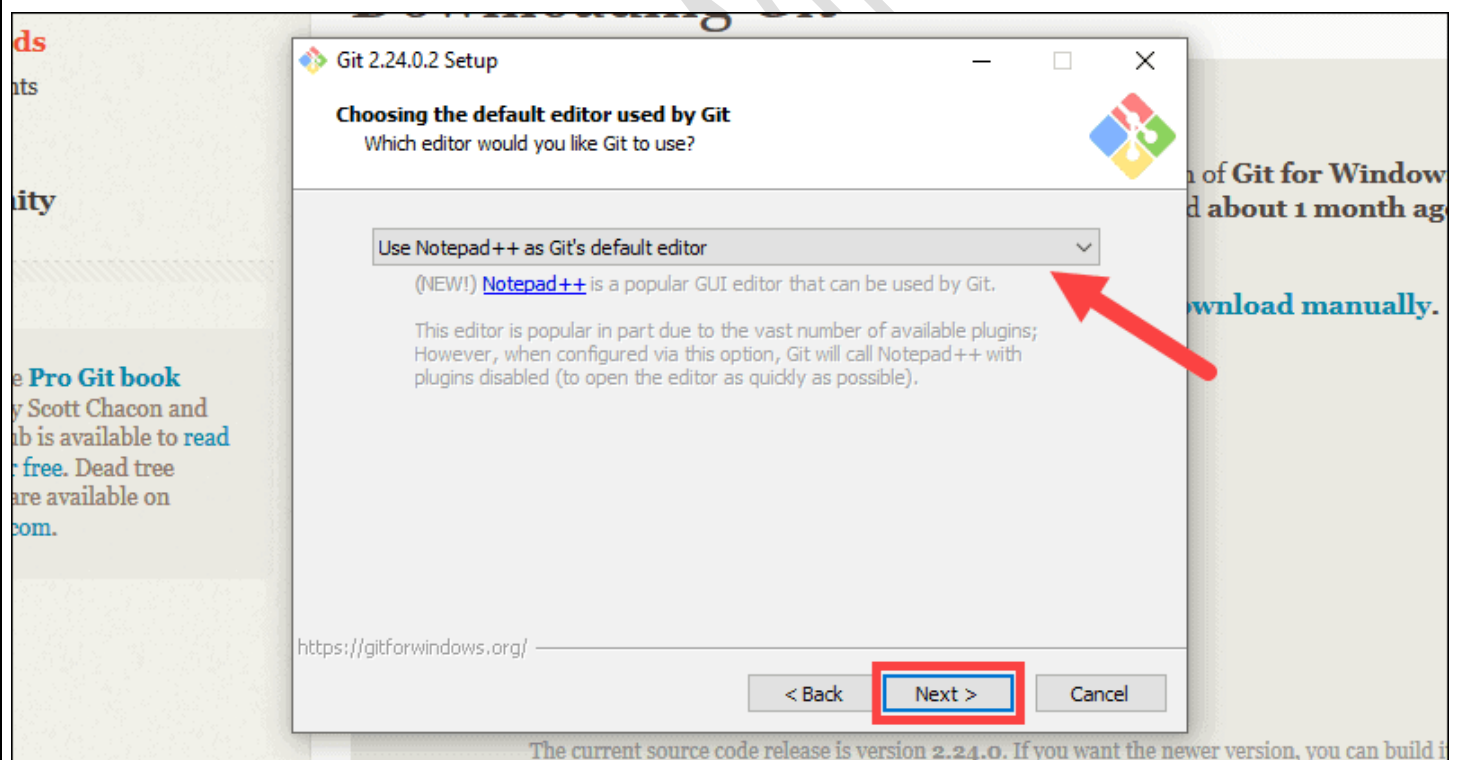 Downloading Git
ds
nts
ity
e Pro Git book
y Scott Chacon and
ub is available to read
r free. Dead tree
are available on
com.
Git 2.24.0.2 Setup
Choosing the default editor used by Git
Which editor would you like Git to use?
Use Notepad++ as Git's default editor
(NEW!) Notepad++ is a popular GUI editor that can be used by Git.
This editor is popular in part due to the vast number of available plugins;
However, when configured via this option, Git will call Notepad++ with
plugins disabled (to open the editor as quickly as possible).
https://gitforwindows.org/
< Back Next > Cancel
n of Git for Window
d about 1 month ag
ownload manually.
The current source code release is version 2.24.0. If you want the newer version, you can build i